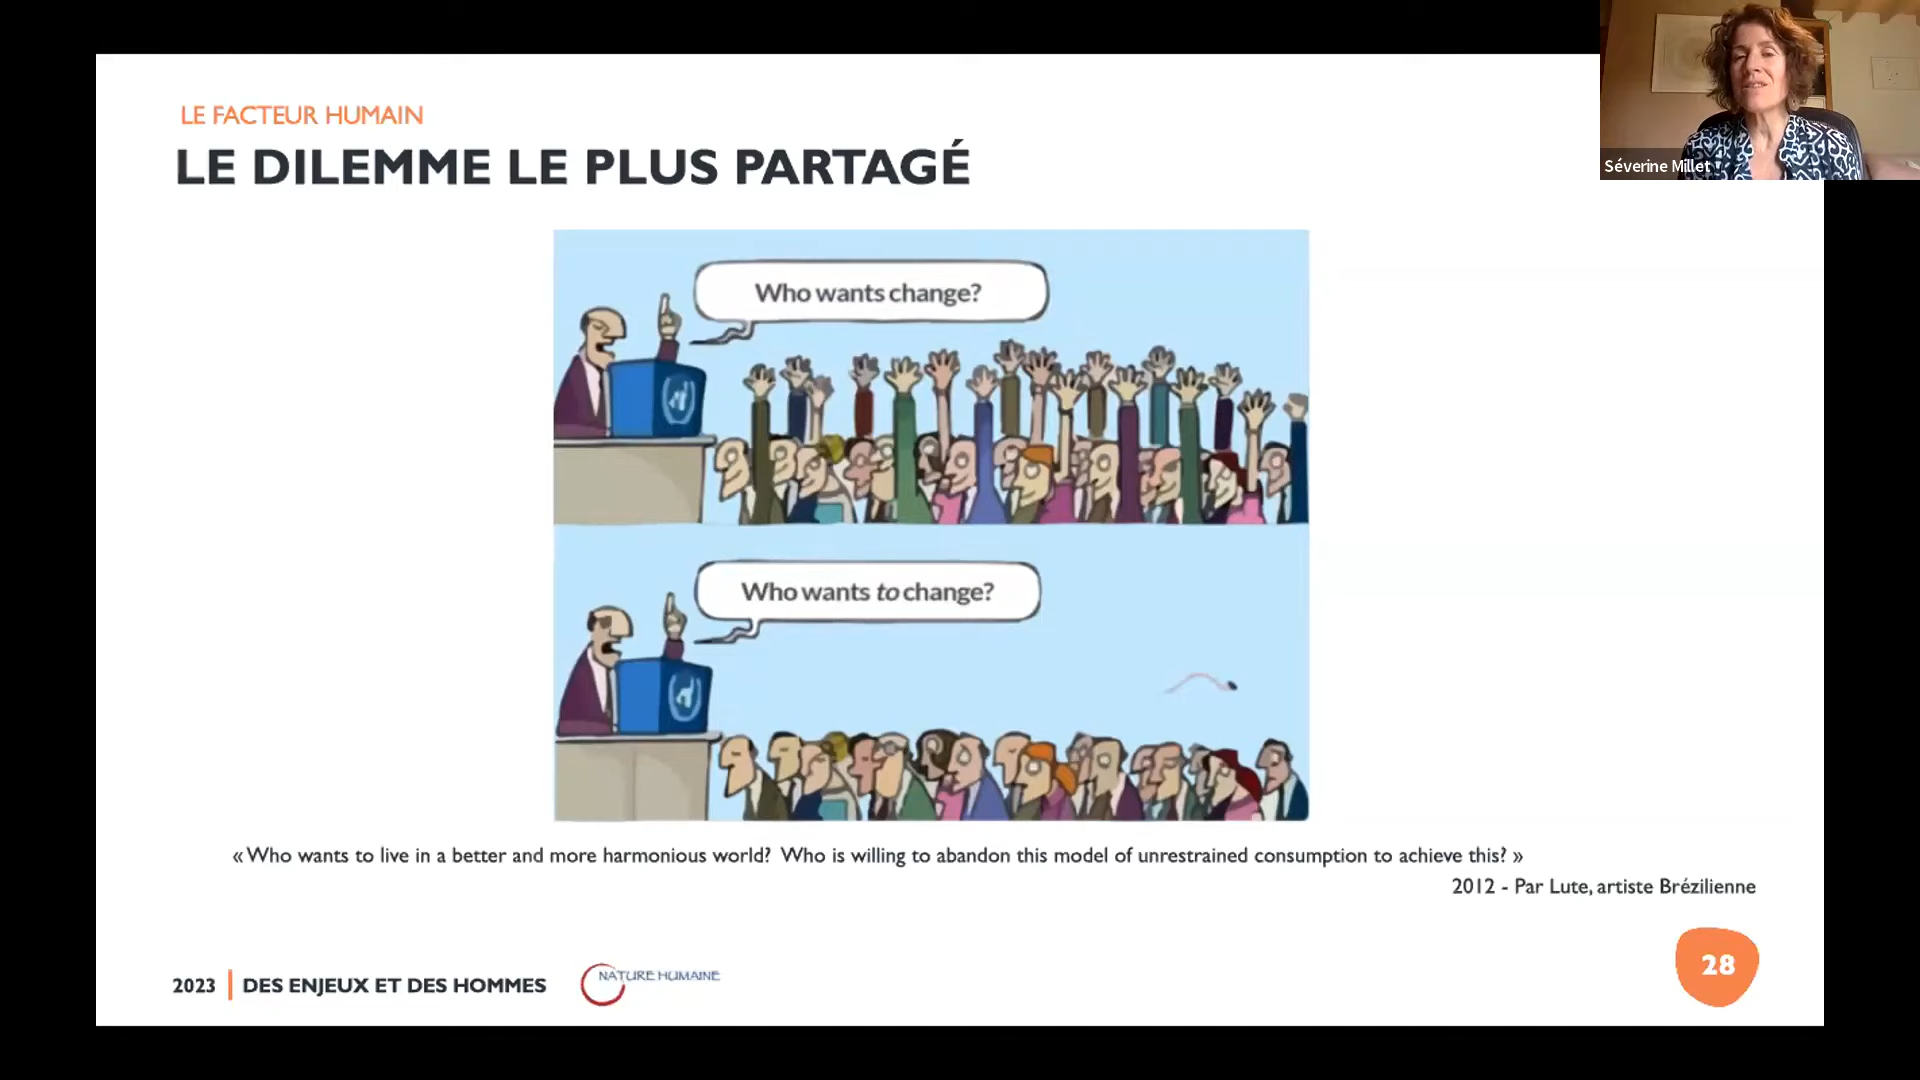 LE FACTEUR HUMAIN
LE DILEMME LE PLUS PARTAGÉ
Séverine Millet
Who wants change?
Who wants to change?
« Who wants to live in a better and more harmonious world? Who is willing to abandon this model of unrestrained consumption to achieve this? »
2012 - Par Lute, artiste Brézilienne
2023 | DES ENJEUX ET DES HOMMES
NATURE HUMAINE
28